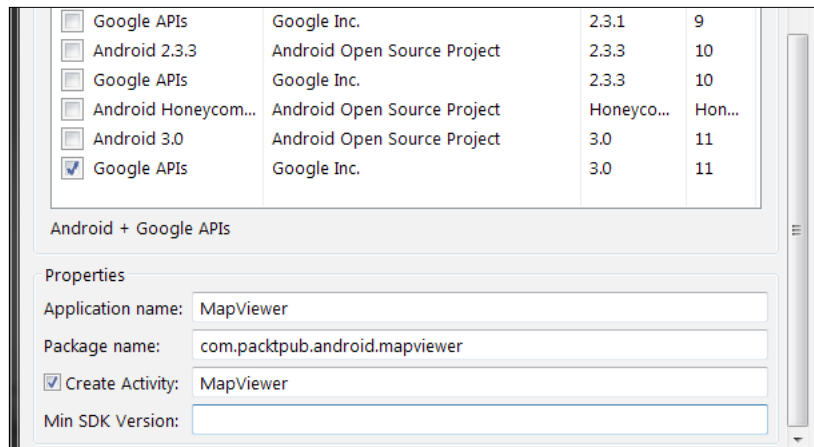 Google APIs Google Inc. 2.3.1 9
Android 2.3.3 Android Open Source Project 2.3.3 10
Google APIs Google Inc. 2.3.3 10
Android Honeycom... Android Open Source Project Honeyco... Hon...
Android 3.0 Android Open Source Project 3.0 11
Google APIs Google Inc. 3.0 11
Android + Google APIs
Properties
Application name: MapViewer
Package name: com.packtpub.android.mapviewer
Create Activity: MapViewer
Min SDK Version: